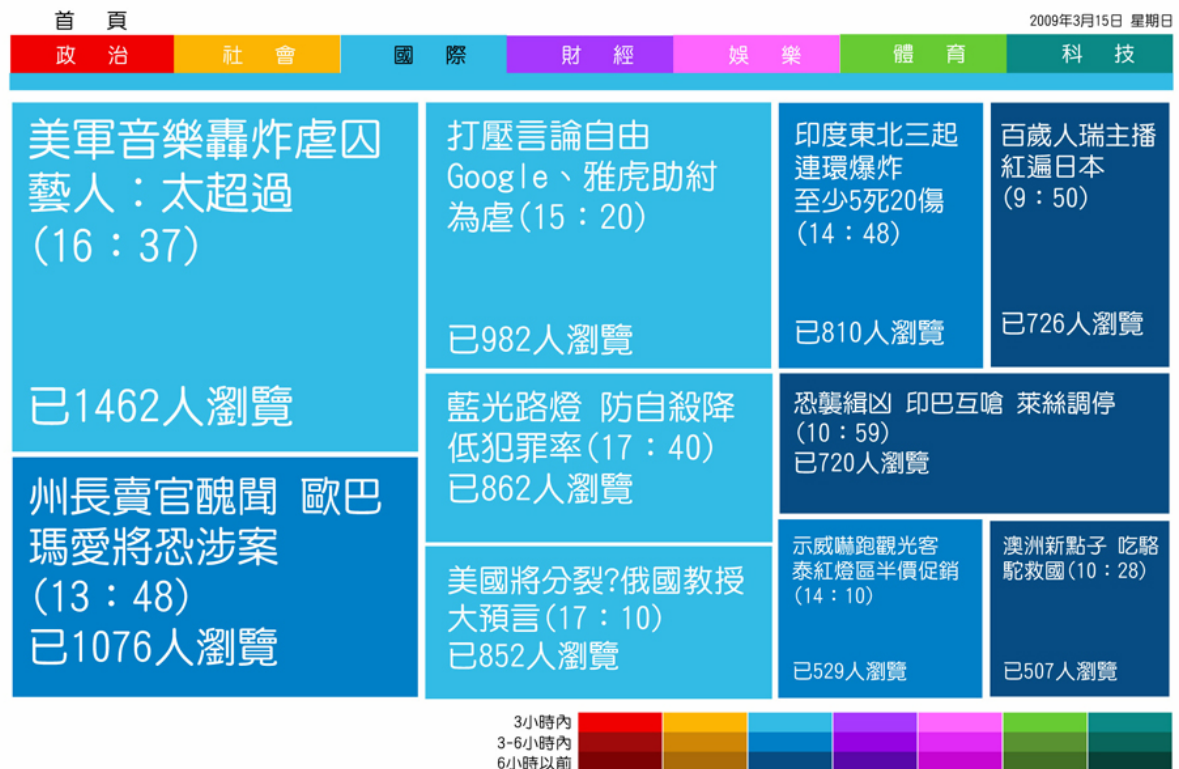 首 頁
2009年3月15日 星期日
政 治
社 會
國 際
財 經
娛 樂
體 育
科 技
美軍音樂轟炸虐囚
藝人：太超過
(16：37)
已1462人瀏覽
州長賣官醜聞 歐巴
瑪愛將恐涉案
(13：48)
已1076人瀏覽
打壓言論自由
Google、雅虎助紂
為虐(15：20)
已982人瀏覽
藍光路燈 防自殺降
低犯罪率(17：40)
已862人瀏覽
美國將分裂?俄國教授
大預言(17：10)
已852人瀏覽
印度東北三起
連環爆炸
至少5死20傷
(14：48)
已810人瀏覽
百歲人瑞主播
紅遍日本
(9：50)
已726人瀏覽
恐襲緝凶 印巴互嗆 萊絲調停
(10：59)
已720人瀏覽
示威嚇跑觀光客
泰紅燈區半價促銷
(14：10)
已529人瀏覽
澳洲新點子 吃駱
駝救國(10：28)
已507人瀏覽
3小時內
3-6小時內
6小時以前